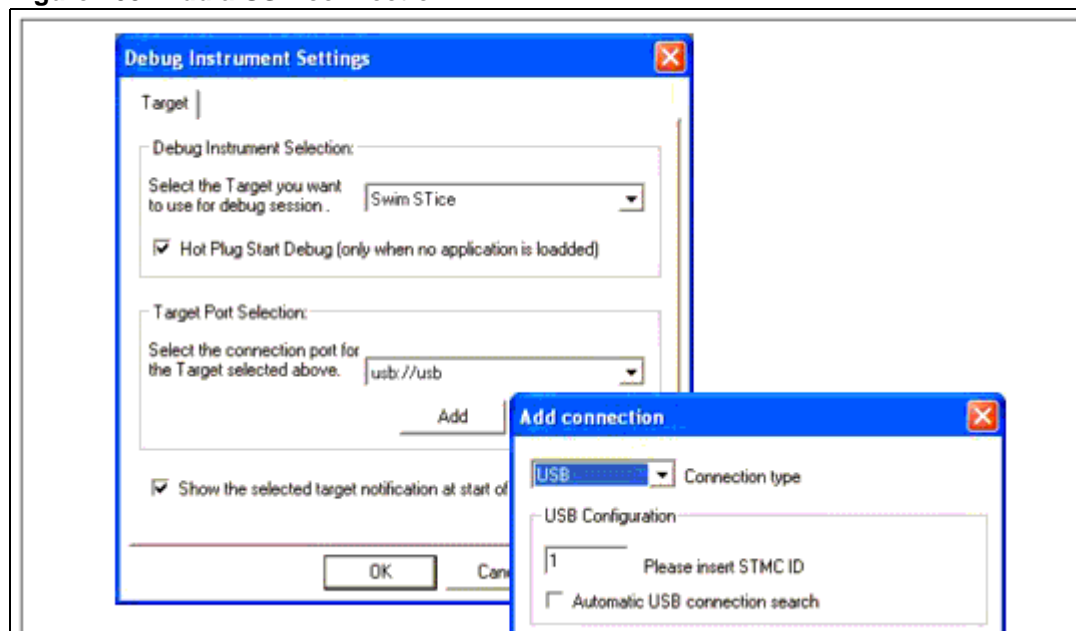 Debug Instrument Settings
Target
Debug Instrument Selection:
Select the Target you want
to use for debug session .
Swim STice
Hot Plug Start Debug (only when no application is loadded)
Target Port Selection:
Select the connection port for
the Target selected above.
usb://usb
Add
Show the selected target notification at start of
OK
Add connection
USB
Connection type
USB Configuration
1
Please insert STMC ID
Automatic USB connection search